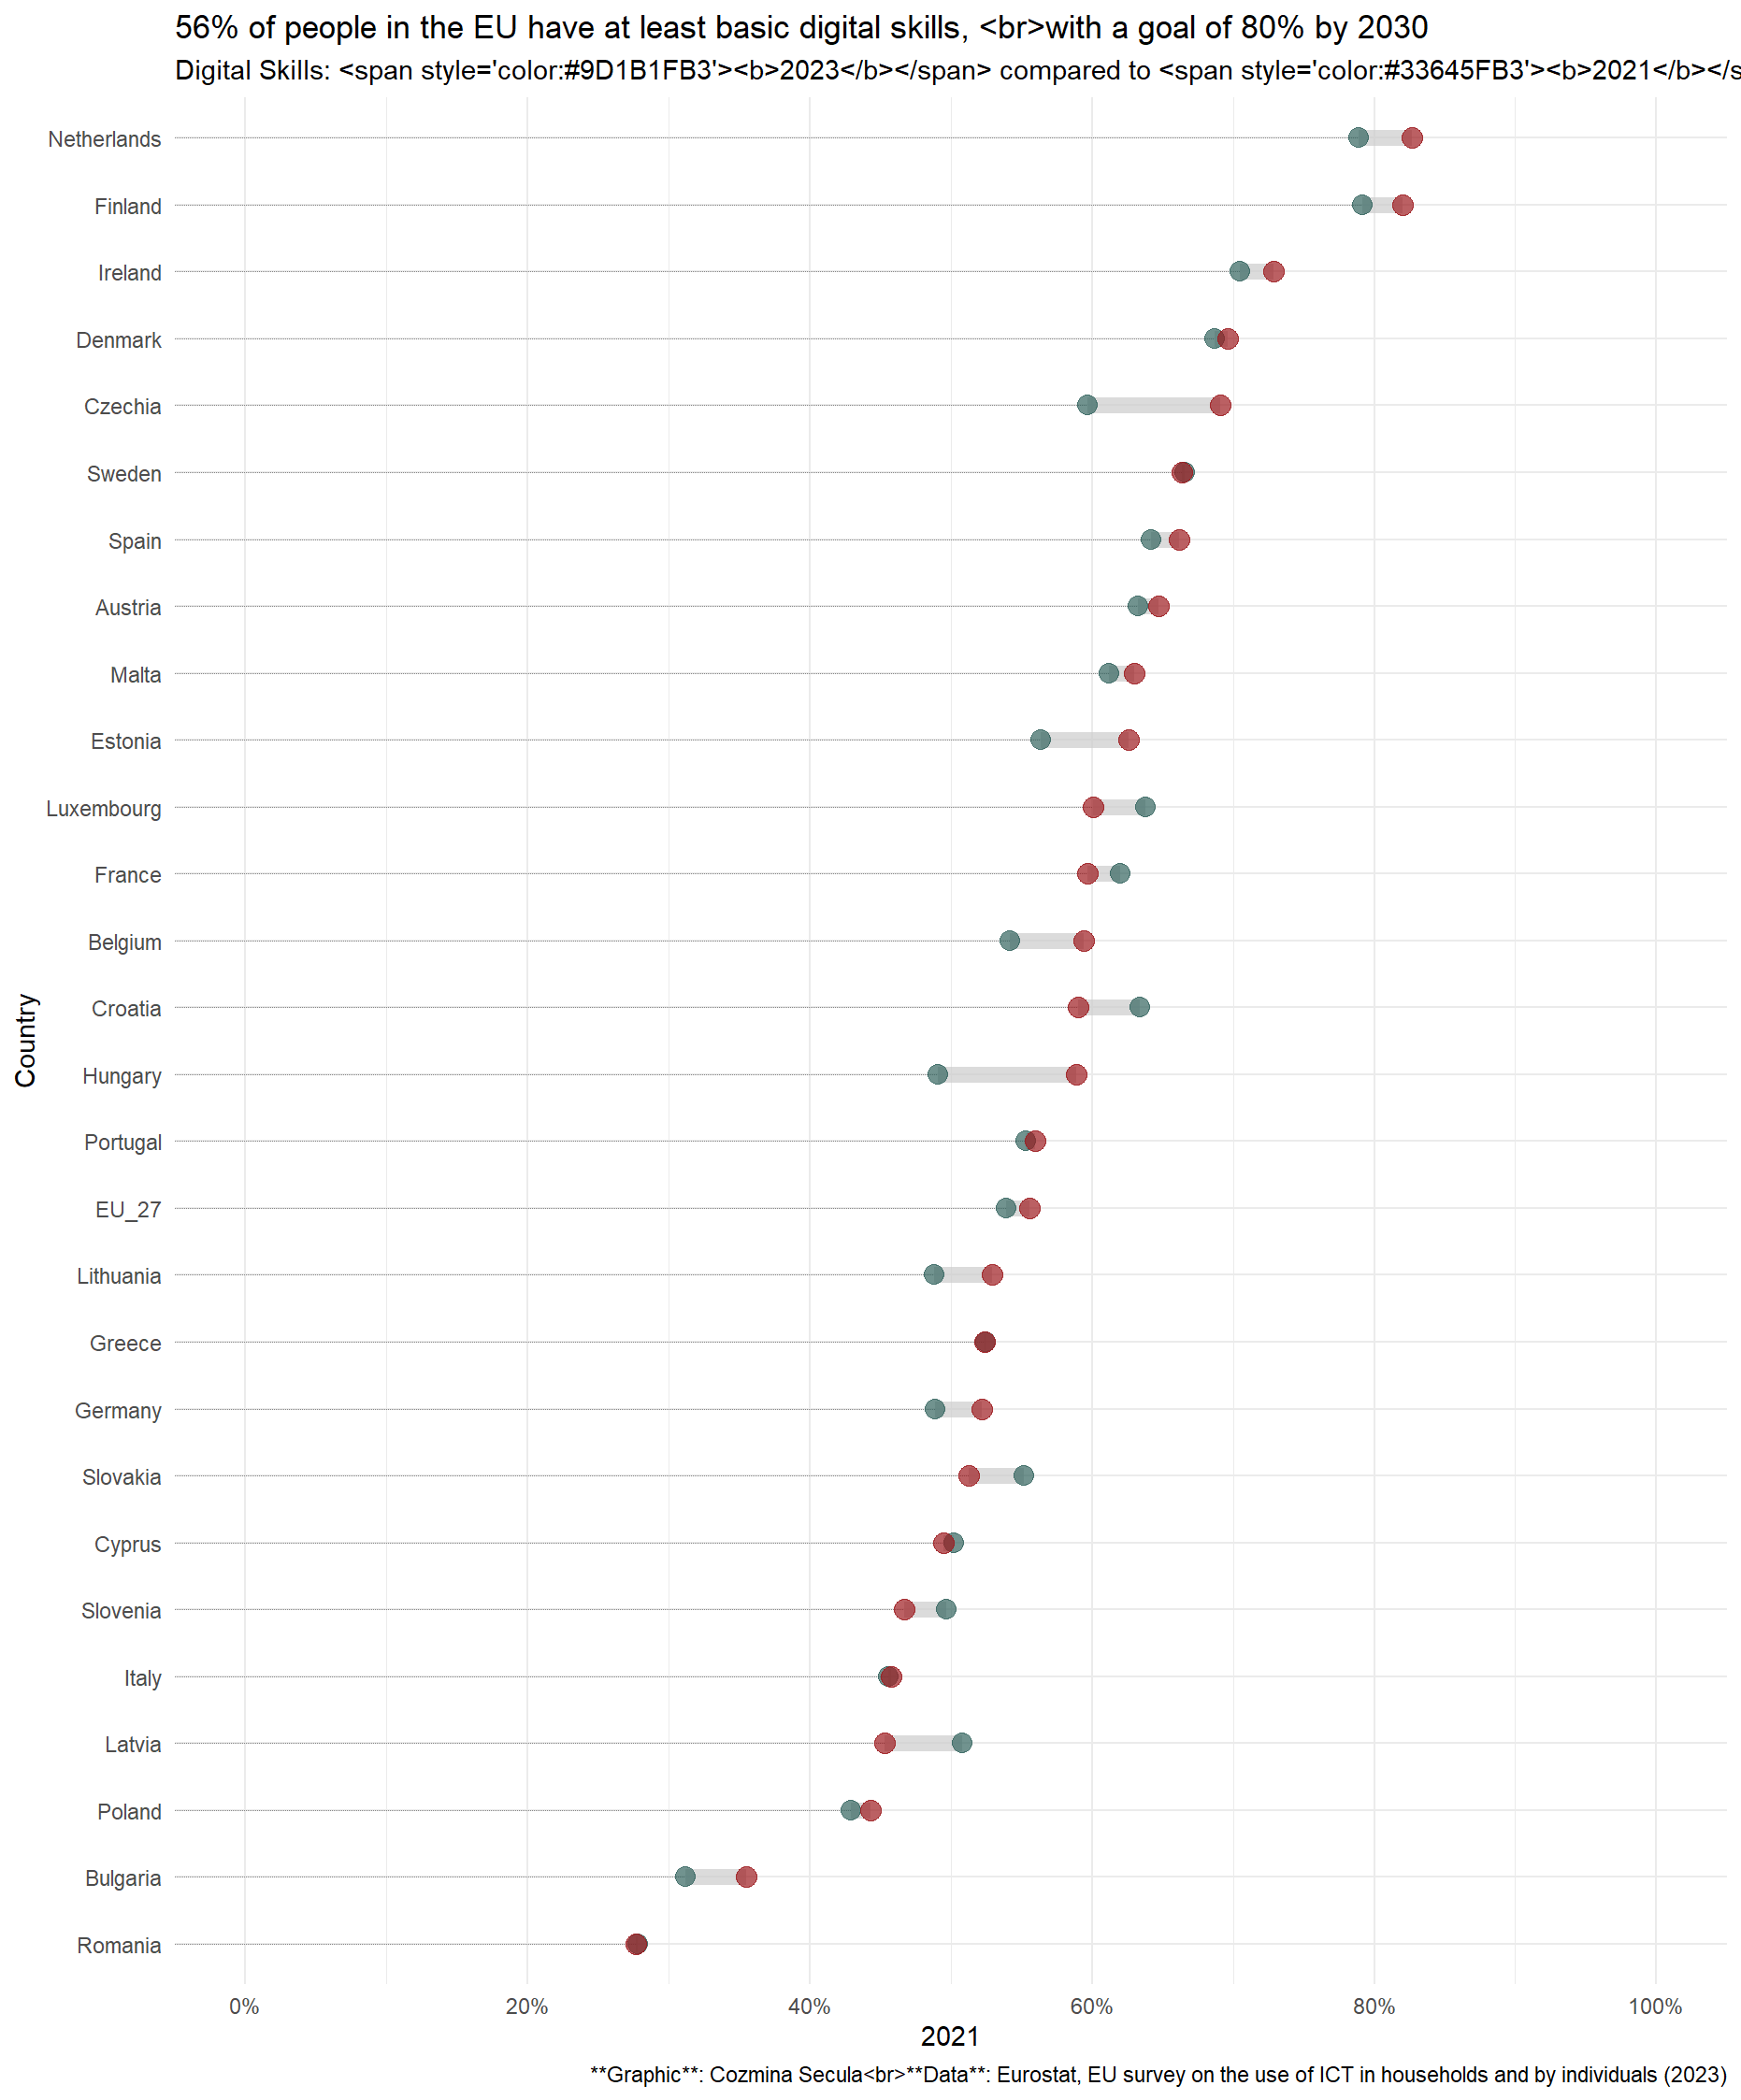 56% of people in the EU have at least basic digital skills, <br>with a goal of 80% by 2030
Digital Skills: <span style='color:#9D1B1FB3'><b>2023</b></span> compared to <span style='color:#33645FB3'><b>2021</b></s
Netherlands
Finland
Ireland
Denmark
Czechia
Sweden
Spain
Austria
Malta
Estonia
Luxembourg
France
Belgium
Croatia
Hungary
Portugal
EU_27
Lithuania
Greece
Germany
Slovakia
Cyprus
Slovenia
Italy
Latvia
Poland
Bulgaria
Romania
Country
0% 20% 40% 60% 80% 100%
2021
**Graphic**: Cozmina Secula<br>**Data**: Eurostat, EU survey on the use of ICT in households and by individuals (2023)